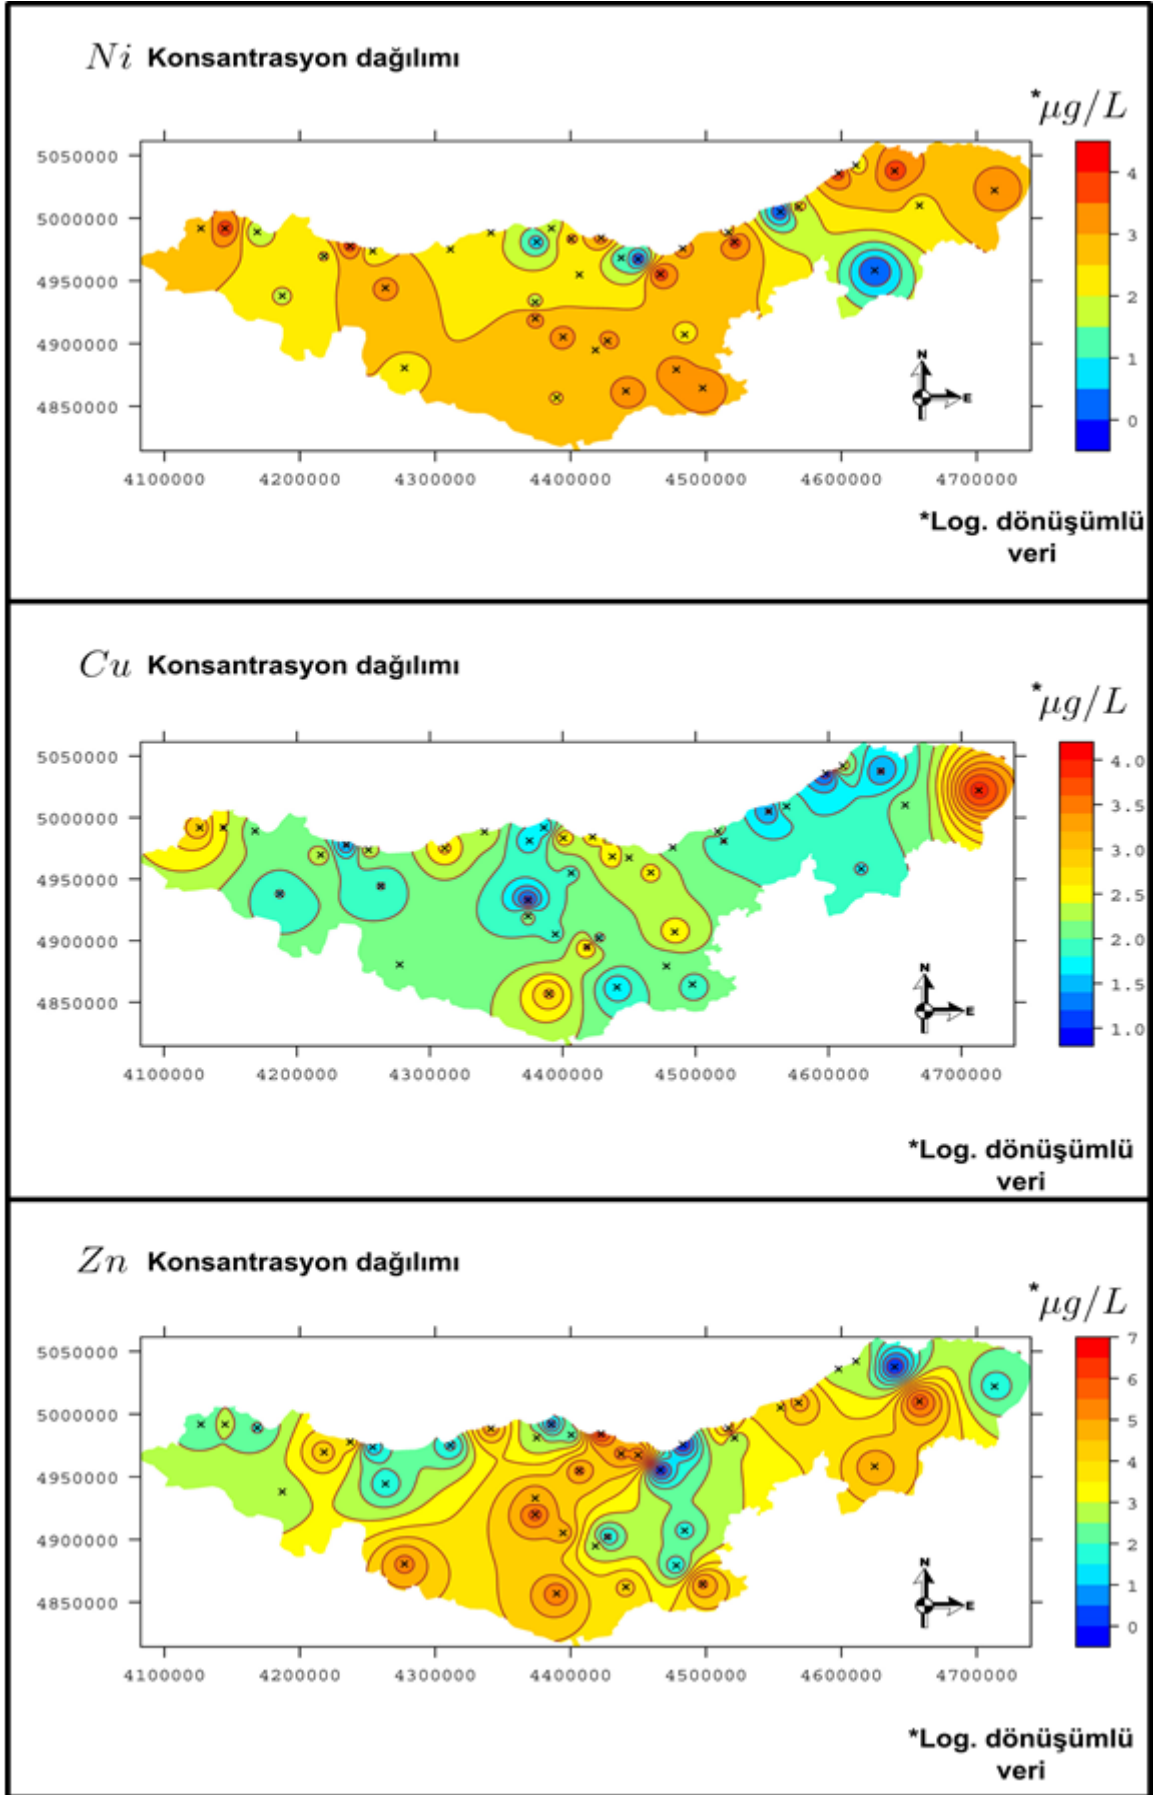 Ni Konsantrasyon dağılımı
*μg/L
5050000
5000000
4950000
4900000
4850000
4100000 4200000 4300000 4400000 4500000 4600000 4700000
4
3
2
1
0
N
E
*Log. dönüşümlü
veri
Cu Konsantrasyon dağılımı
*μg/L
5050000
5000000
4950000
4900000
4850000
4100000 4200000 4300000 4400000 4500000 4600000 4700000
4.0
3.5
3.0
2.5
2.0
1.5
1.0
N
E
*Log. dönüşümlü
veri
Zn Konsantrasyon dağılımı
*μg/L
5050000
5000000
4950000
4900000
4850000
4100000 4200000 4300000 4400000 4500000 4600000 4700000
7
6
5
4
3
2
1
0
N
E
*Log. dönüşümlü
veri